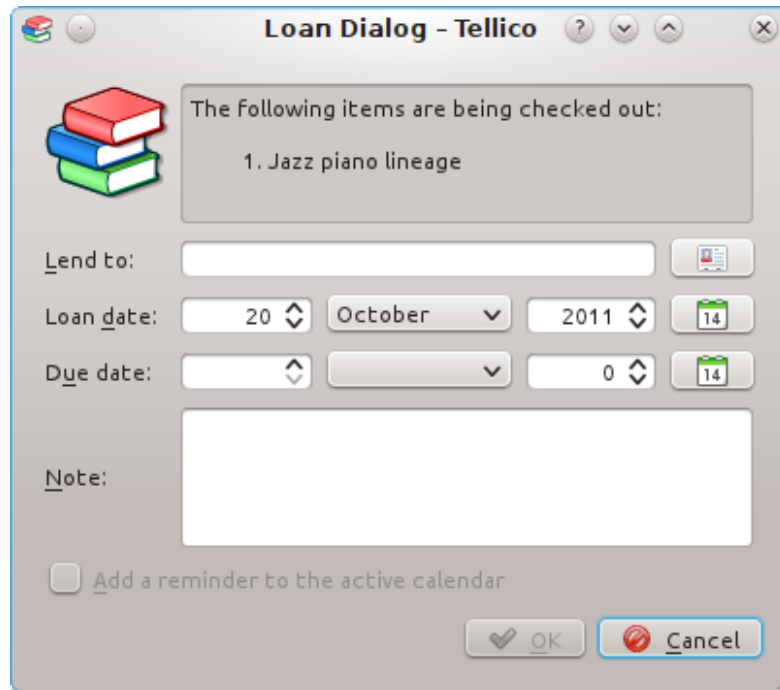 Loan Dialog – Tellico
The following items are being checked out:
1. Jazz piano lineage
Lend to:
Loan date: 20 October 2011 14
Due date: 0 14
Note:
Add a reminder to the active calendar
OK Cancel